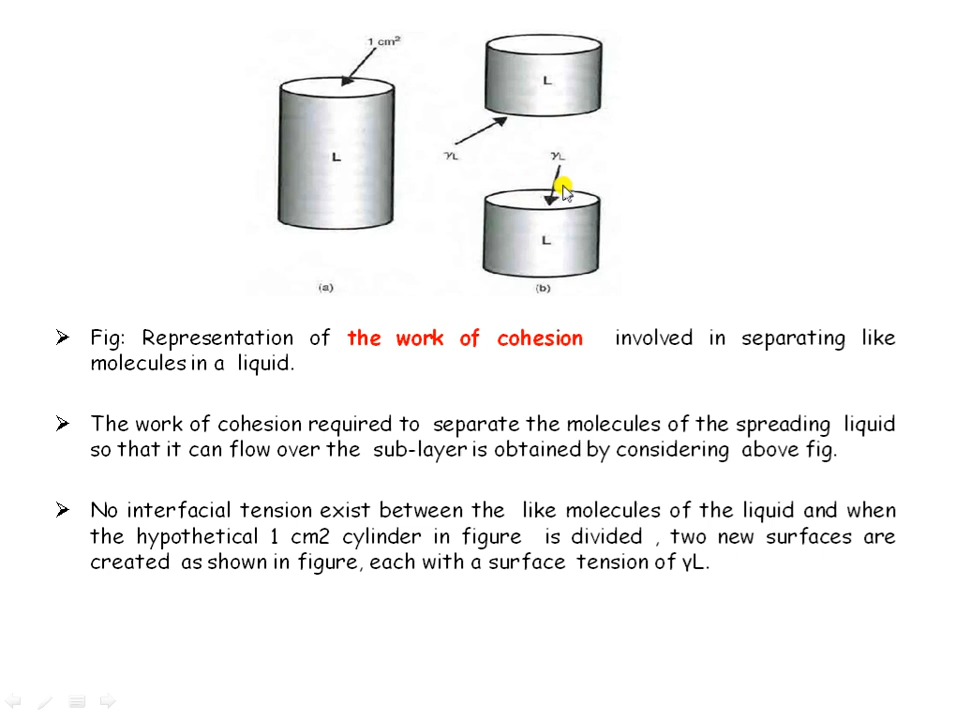 1 cm²
L
L
γL
γL
L
(a)
(b)
➢ Fig: Representation of the work of cohesion involved in separating like
molecules in a liquid.
➢ The work of cohesion required to separate the molecules of the spreading liquid
so that it can flow over the sub-layer is obtained by considering above fig.
➢ No interfacial tension exist between the like molecules of the liquid and when
the hypothetical 1 cm2 cylinder in figure is divided , two new surfaces are
created as shown in figure, each with a surface tension of γL.